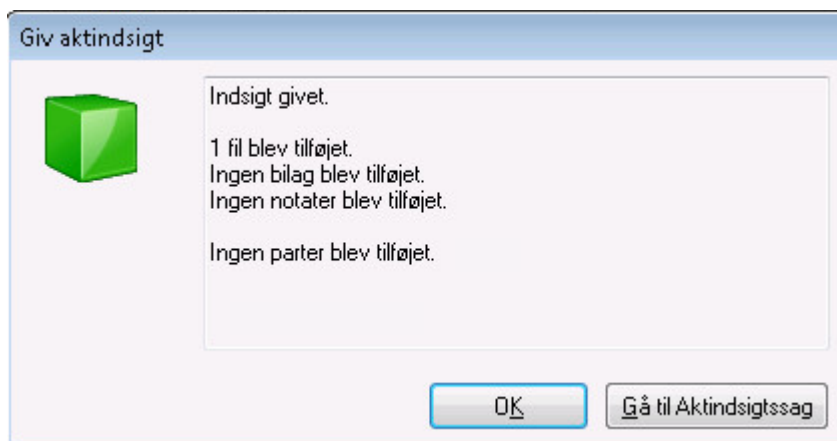 Giv aktindsigt
Indsigt givet.
1 fil blev tilføjet.
Ingen bilag blev tilføjet.
Ingen notater blev tilføjet.
Ingen parter blev tilføjet.
OK
Gå til Aktindsigtssag